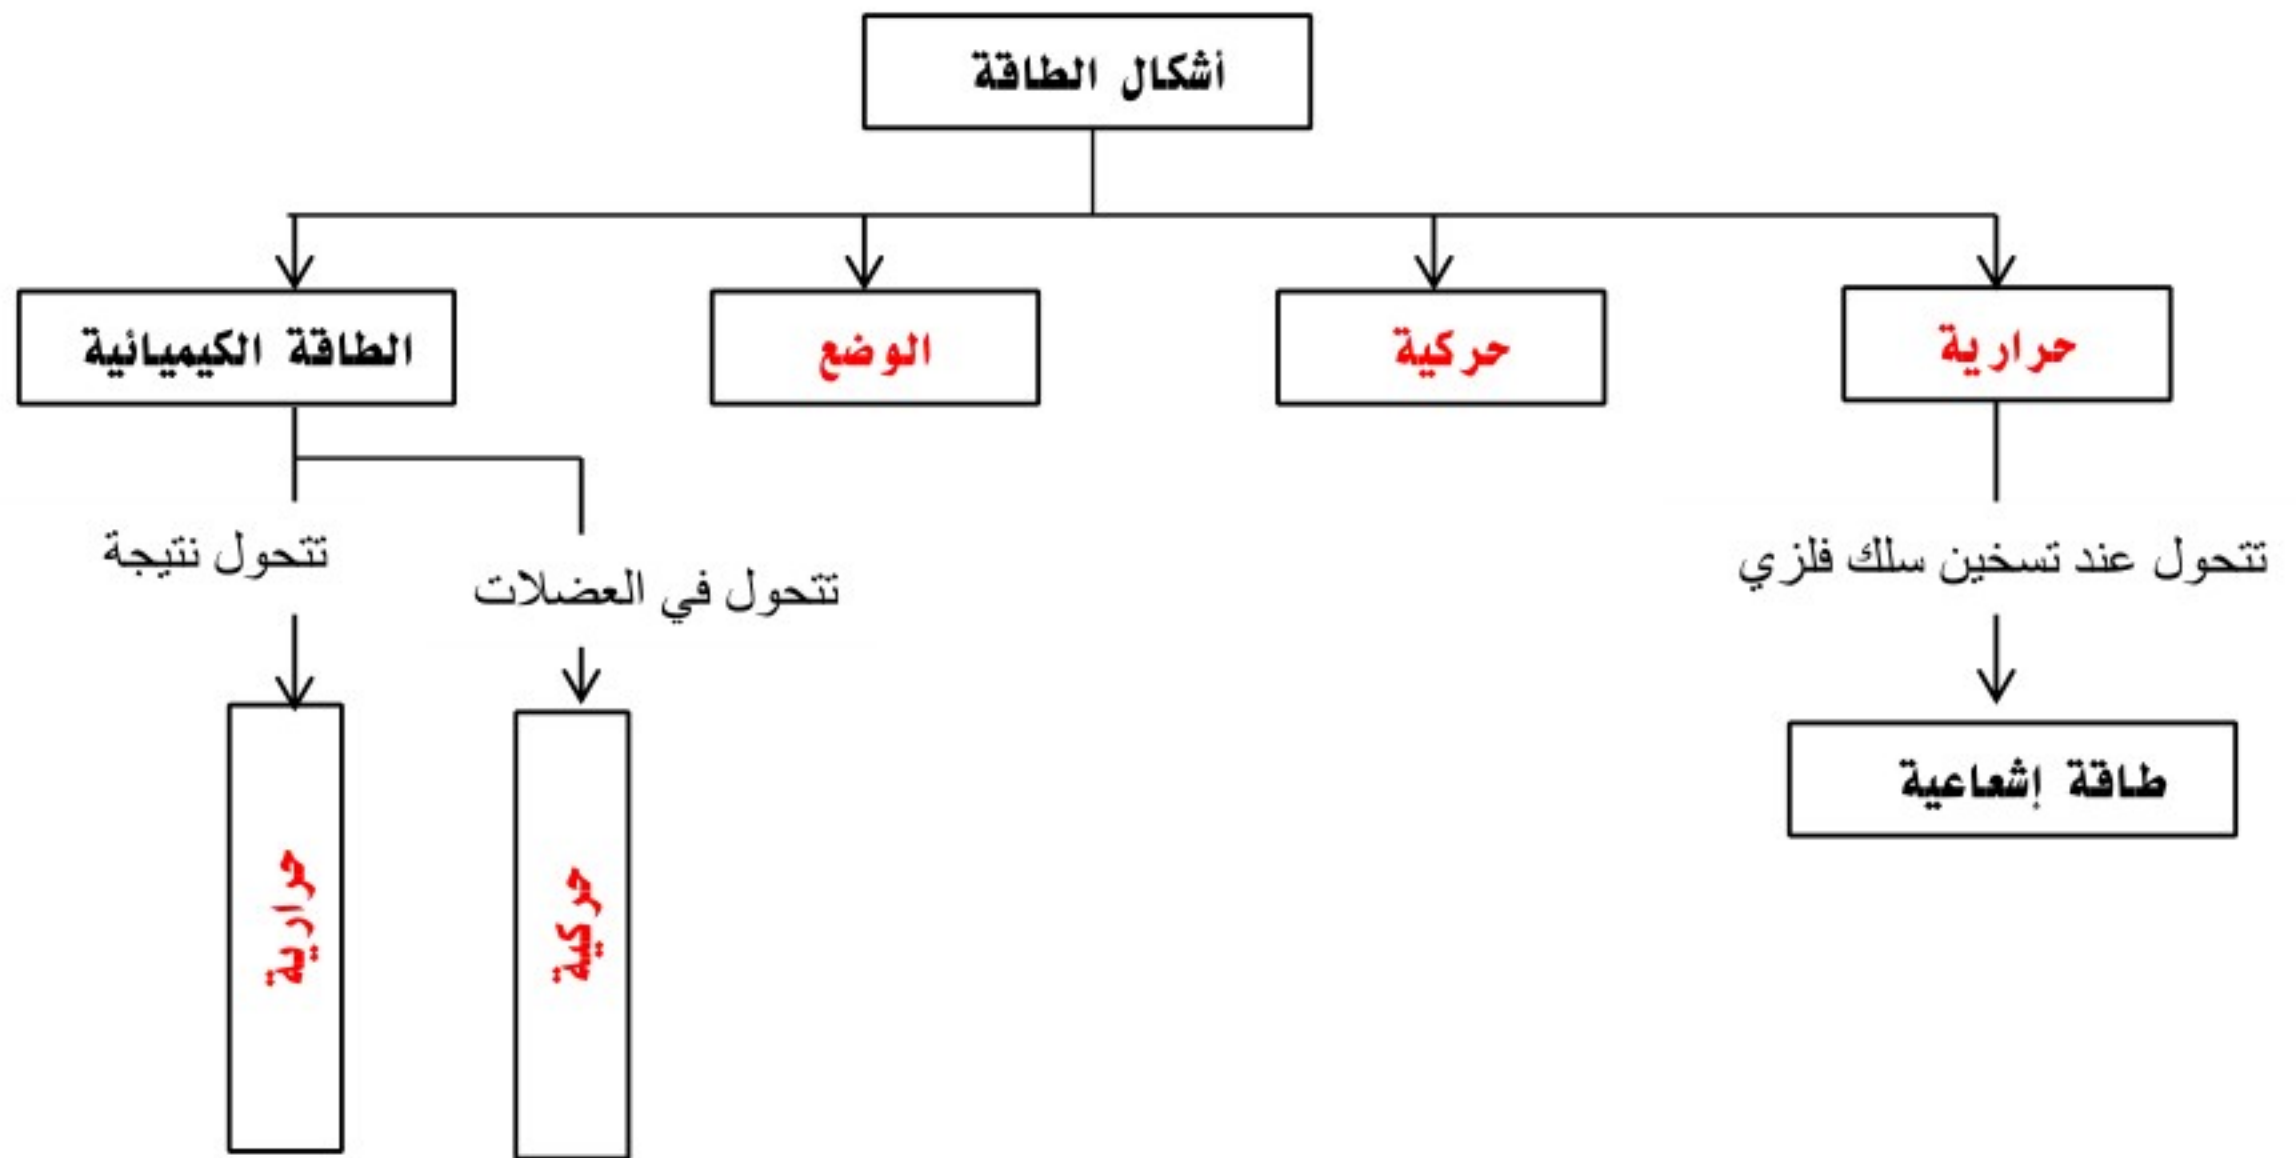 أشكال الطاقة
حرارية
حركية
الوضع
الطاقة الكيميائية
تتحول عند تسخين سلك فلزي
تتحول في العضلات
تتحول نتيجة
طاقة إشعاعية
حركية
حرارية